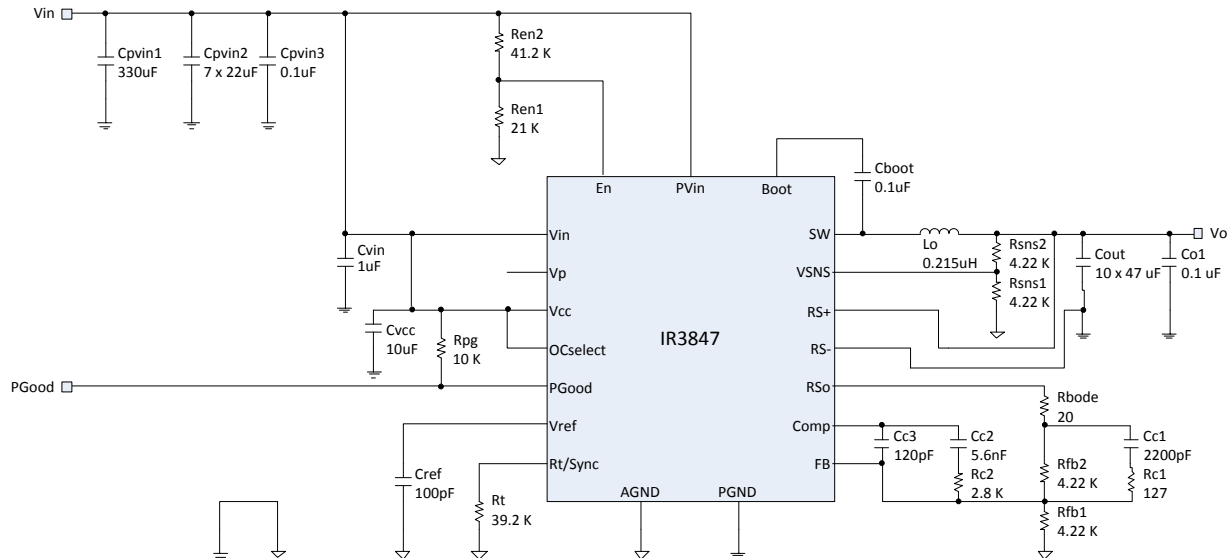 Vin
Cpvin1
330uF
Cpvin2
7 x 22uF
Cpvin3
0.1uF
Ren2
41.2 K
Ren1
21 K
Cboot
0.1uF
En
PVin
Boot
Vin
Vp
Vcc
OCselect
PGood
Vref
Rt/Sync
AGND
PGND
IR3847
SW
VSNS
RS+
RS-
RSo
Comp
FB
Cvin
1uF
Cvcc
10uF
Rpg
10 K
PGood
Cref
100pF
Rt
39.2 K
Lo
0.215uH
Rsns2
4.22 K
Rsns1
4.22 K
Cout
10 x 47 uF
Co1
0.1 uF
Vo
Rbode
20
Cc3
120pF
Cc2
5.6nF
Rc2
2.8 K
Rfb2
4.22 K
Cc1
2200pF
Rc1
127
Rfb1
4.22 K